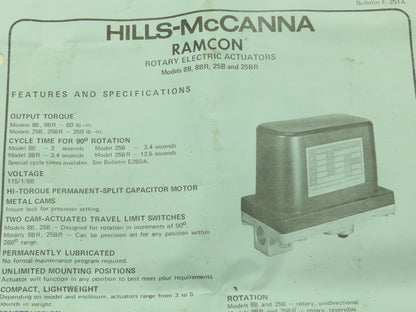 Bulletin E-251A
HILLS-McCANNA
RAMCON
ROTARY ELECTRIC ACTUATORS
Models 8B, 8BR, 25B and 25BR
FEATURES AND SPECIFICATIONS
OUTPUT TORQUE
Models 8B, 8BR - 80 lb -in.
Models 25B, 25BR - 250 lb -in.
CYCLE TIME FOR 90° ROTATION
Model 8B - 2 seconds Model 25B - 3.4 seconds
Model 8BR - 3.4 seconds Model 25BR - 12.5 seconds
Special cycle times available. See Bulletin E260A.
VOLTAGE
115/1/60
HI-TORQUE PERMANENT-SPLIT CAPACITOR MOTOR
METAL CAMS
Insure lock for precision setting.
TWO CAM-ACTUATED TRAVEL LIMIT SWITCHES
Models 8B, 25B - Designed for rotation in increments of 90°.
Models 8BR, 25BR - Can be precision set for any position within
260° range.
PERMANENTLY LUBRICATED
No formal maintenance program required.
UNLIMITED MOUNTING POSITIONS
Actuator will function in any position to best meet your requirements
COMPACT, LIGHTWEIGHT
Depending on model and enclosure, actuators range from 3 to 5
pounds in weight.
ROTATION
Models 8B and 25B - rotary, unidirectional
Models 8BR and 25BR - rotary, reversible